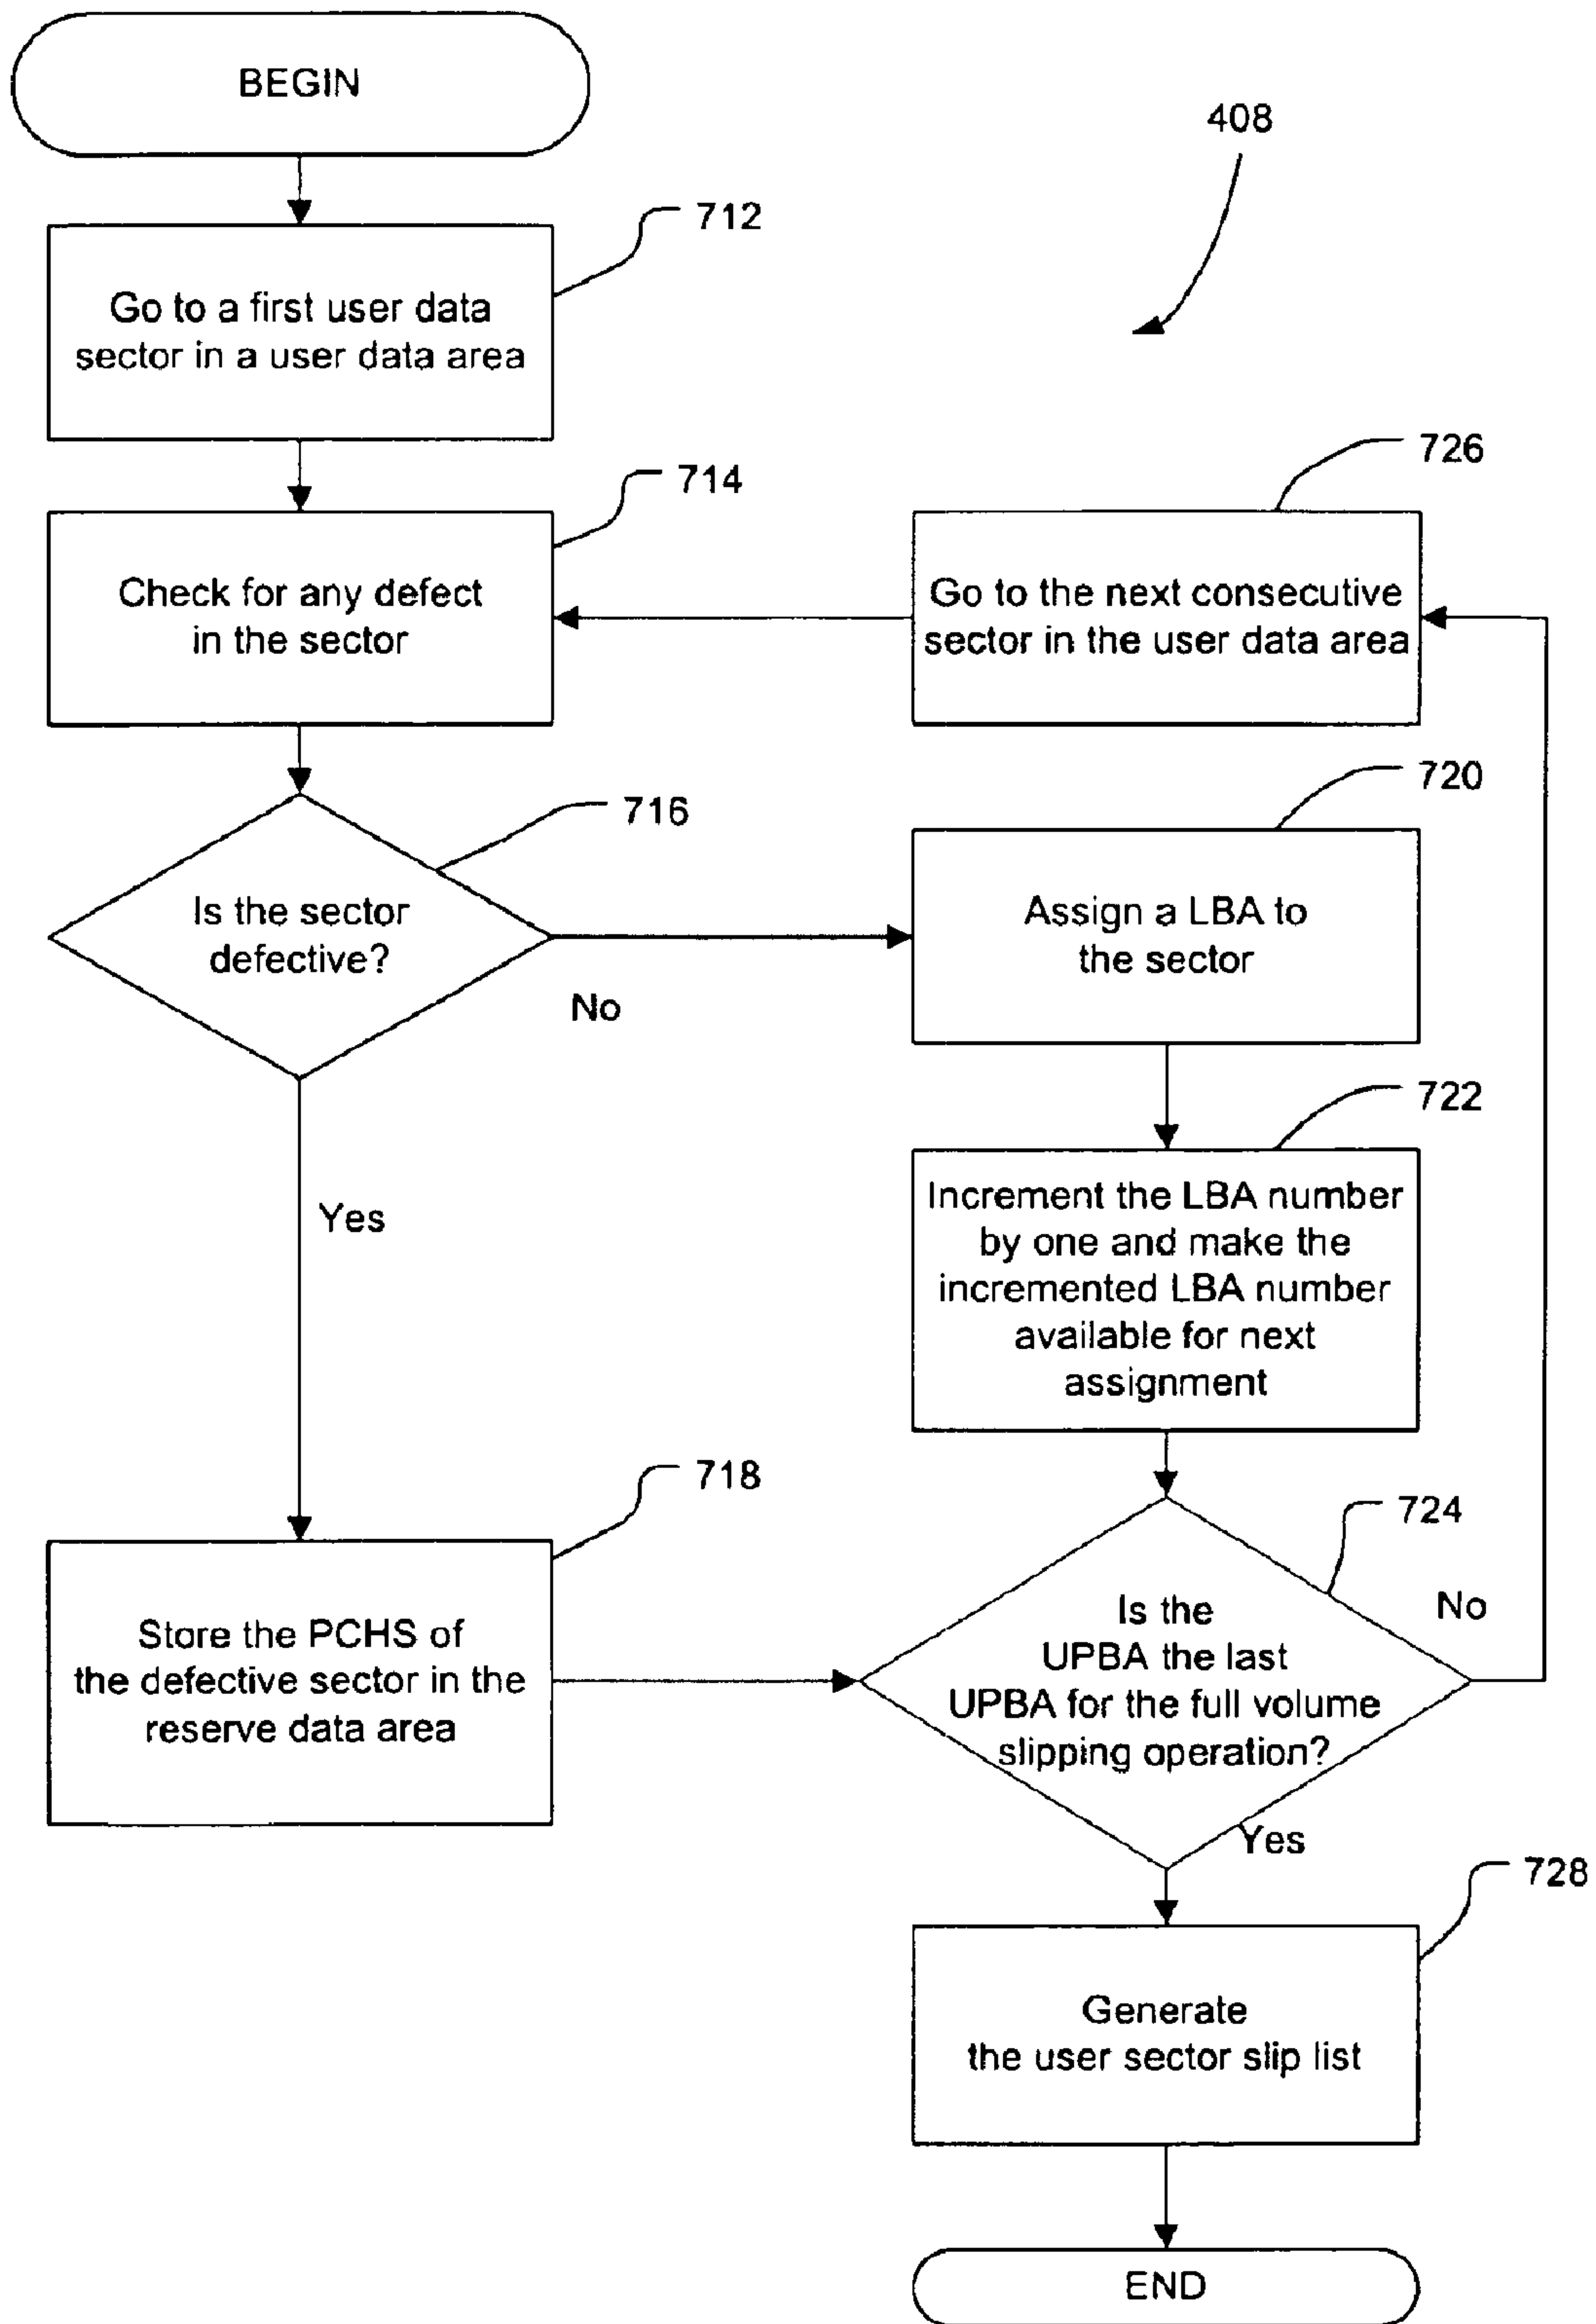 BEGIN
408
712
Go to a first user data
sector in a user data area
714
Check for any defect
in the sector
726
Go to the next consecutive
sector in the user data area
716
Is the sector
defective?
No
Yes
720
Assign a LBA to
the sector
722
Increment the LBA number
by one and make the
incremented LBA number
available for next
assignment
718
Store the PCHS of
the defective sector in the
reserve data area
724
Is the
UPBA the last
UPBA for the full volume
slipping operation?
No
Yes
728
Generate
the user sector slip list
END